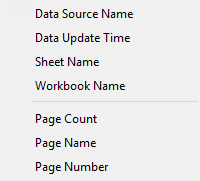 Data Source Name
Data Update Time
Sheet Name
Workbook Name
Page Count
Page Name
Page Number